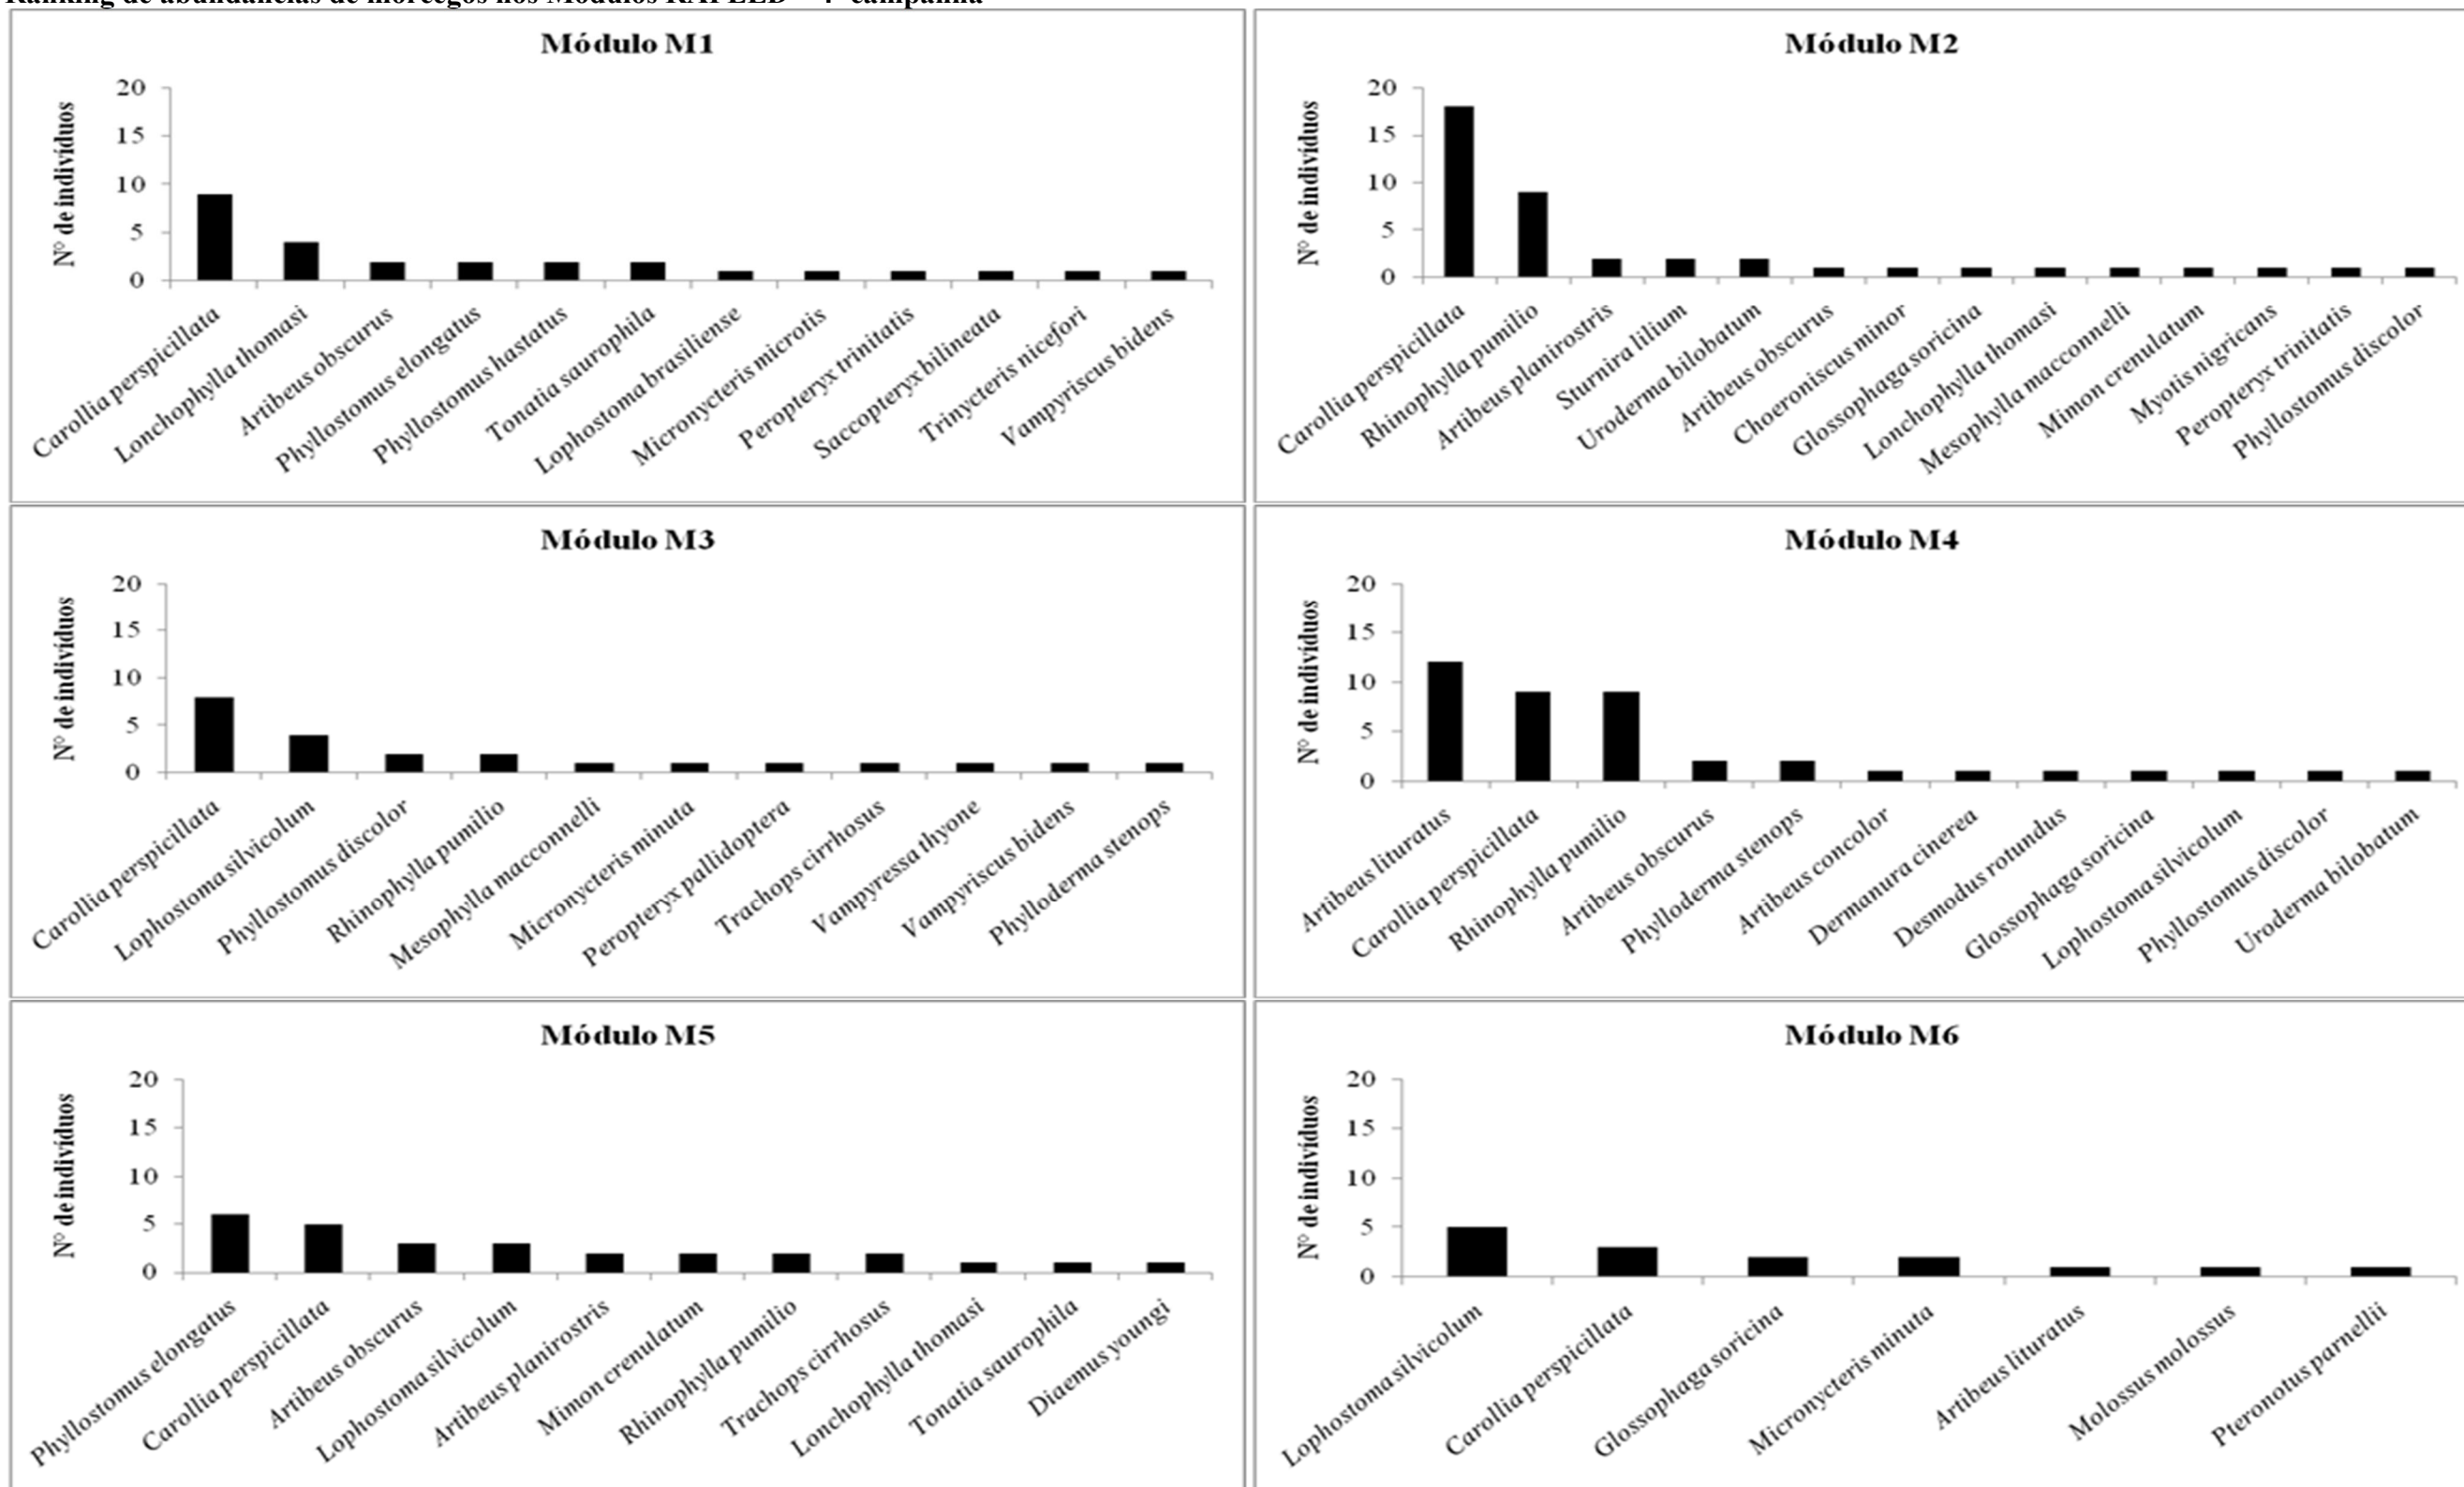 Ranking de abundâncias de morcegos nos Módulos RAPELD – 4ª campanha
Módulo M1
Nº de indivíduos
20
15
10
5
0
Carollia perspicillata
Lonchophylla thomasi
Artibeus obscurus
Phyllostomus elongatus
Phyllostomus hastatus
Tonatia saurophila
Lophostoma brasiliense
Micronycteris microtis
Peropteryx trinitatis
Saccopteryx bilineata
Trinycteris nicefori
Vampyriscus bidens
Módulo M2
Nº de indivíduos
20
15
10
5
0
Carollia perspicillata
Rhinophylla pumilio
Artibeus planirostris
Sturnira lilium
Uroderma bilobatum
Artibeus obscurus
Choeroniscus minor
Glossophaga soricina
Lonchophylla thomasi
Mesophylla macconnelli
Mimon crenulatum
Myotis nigricans
Peropteryx trinitatis
Phyllostomus discolor
Módulo M3
Nº de indivíduos
20
15
10
5
0
Carollia perspicillata
Lophostoma silvicolum
Phyllostomus discolor
Rhinophylla pumilio
Mesophylla macconnelli
Micronycteris minuta
Peropteryx pallidoptera
Trachops cirrhosus
Vampyressa thyone
Vampyriscus bidens
Phylloderma stenops
Módulo M4
Nº de indivíduos
20
15
10
5
0
Artibeus lituratus
Carollia perspicillata
Rhinophylla pumilio
Artibeus obscurus
Phylloderma stenops
Artibeus concolor
Dermanura cinerea
Desmodus rotundus
Glossophaga soricina
Lophostoma silvicolum
Phyllostomus discolor
Uroderma bilobatum
Módulo M5
Nº de indivíduos
20
15
10
5
0
Phyllostomus elongatus
Carollia perspicillata
Artibeus obscurus
Lophostoma silvicolum
Artibeus planirostris
Mimon crenulatum
Rhinophylla pumilio
Trachops cirrhosus
Lonchophylla thomasi
Tonatia saurophila
Diaemus youngi
Módulo M6
Nº de indivíduos
20
15
10
5
0
Lophostoma silvicolum
Carollia perspicillata
Glossophaga soricina
Micronycteris minuta
Artibeus lituratus
Molossus molossus
Pteronotus parnellii